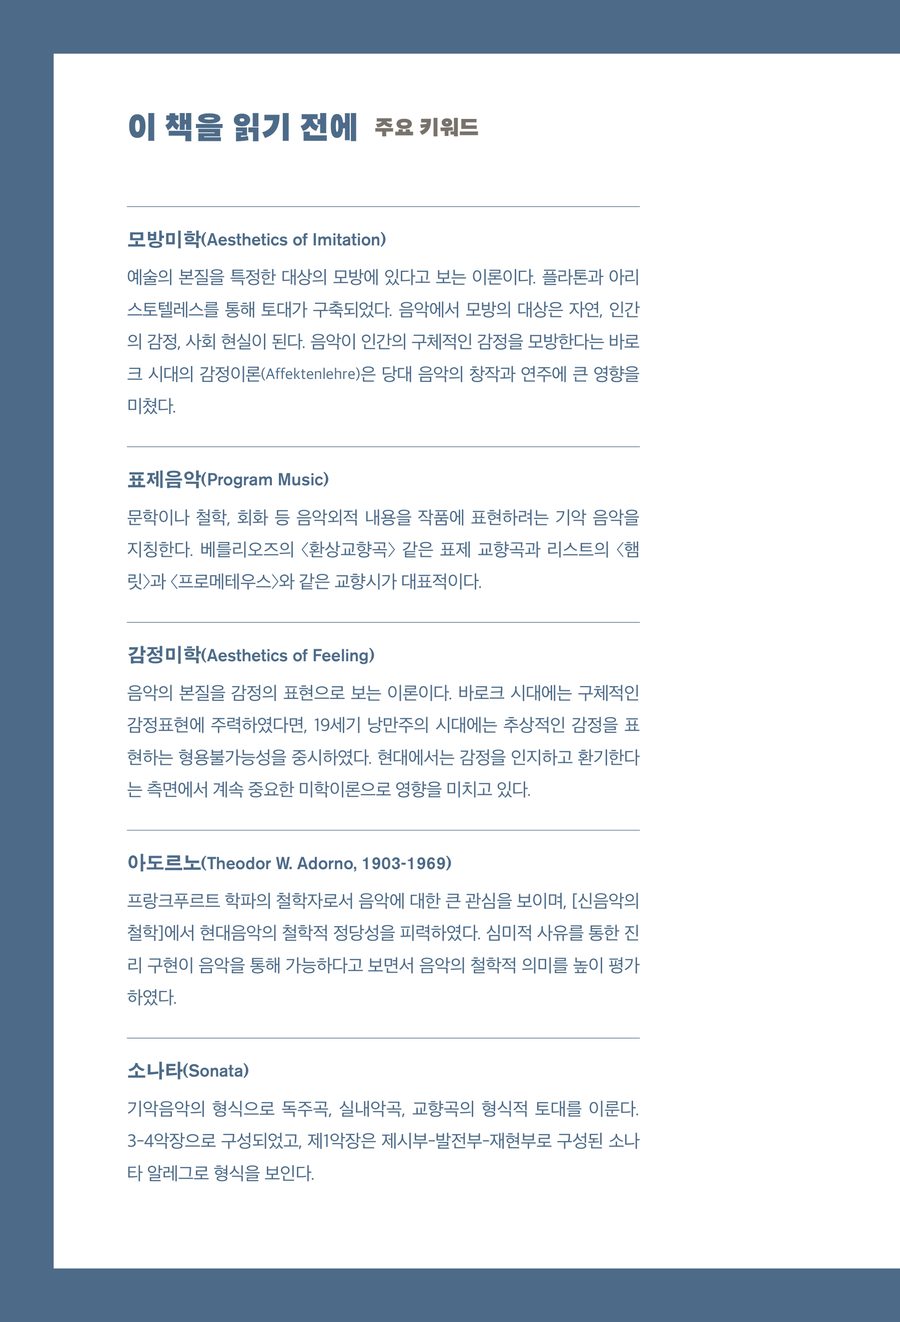 이 책을 읽기 전에 주요 키워드
모방미학(Aesthetics of Imitation)
예술의 본질을 특정한 대상의 모방에 있다고 보는 이론이다. 플라톤과 아리
스토텔레스를 통해 토대가 구축되었다. 음악에서 모방의 대상은 자연, 인간
의 감정, 사회 현실이 된다. 음악이 인간의 구체적인 감정을 모방한다는 바로
크 시대의 감정이론(Affektenlehre)은 당대 음악의 창작과 연주에 큰 영향을
미쳤다.
표제음악(Program Music)
문학이나 철학, 회화 등 음악외적 내용을 작품에 표현하려는 기악 음악을
지칭한다. 베를리오즈의 〈환상교향곡〉 같은 표제 교향곡과 리스트의 〈햄
릿〉과 〈프로메테우스〉와 같은 교향시가 대표적이다.
감정미학(Aesthetics of Feeling)
음악의 본질을 감정의 표현으로 보는 이론이다. 바로크 시대에는 구체적인
감정표현에 주력하였다면, 19세기 낭만주의 시대에는 추상적인 감정을 표
현하는 형용불가능성을 중시하였다. 현대에서는 감정을 인지하고 환기한다
는 측면에서 계속 중요한 미학이론으로 영향을 미치고 있다.
아도르노(Theodor W. Adorno, 1903-1969)
프랑크푸르트 학파의 철학자로서 음악에 대한 큰 관심을 보이며, [신음악의
철학]에서 현대음악의 철학적 정당성을 피력하였다. 심미적 사유를 통한 진
리 구현이 음악을 통해 가능하다고 보면서 음악의 철학적 의미를 높이 평가
하였다.
소나타(Sonata)
기악음악의 형식으로 독주곡, 실내악곡, 교향곡의 형식적 토대를 이룬다.
3-4악장으로 구성되었고, 제1악장은 제시부-발전부-재현부로 구성된 소나
타 알레그로 형식을 보인다.